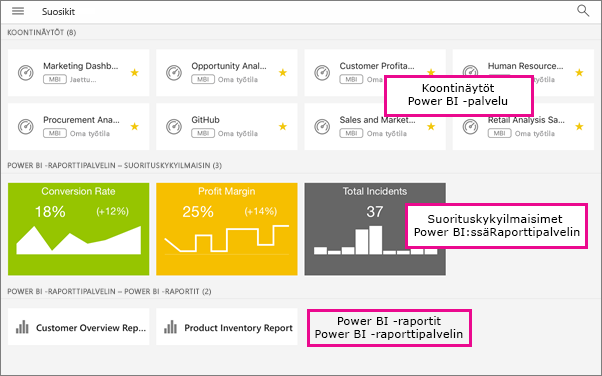 Suosikit
KOONTINÄYTÖT (8)
Marketing Dashb...
MBI Jaettu...
Opportunity Anal...
MBI Oma työtila
Customer Profita...
MBI Oma työtila
Human Resource...
MBI Oma työtila
Koontinäytöt
Power BI -palvelu
Procurement Ana...
MBI Oma työtila
GitHub
MBI Oma työtila
Sales and Market...
MBI Oma työtila
Retail Analysis Sa...
MBI Oma työtila
POWER BI -RAPORTTIPALVELIN – SUORITUSKYKYILMAISIN (3)
Conversion Rate
18% (+12%)
Profit Margin
25% (+14%)
Total Incidents
37
Suorituskykyilmaisimet
Power BI:ssäRaporttipalvelin
POWER BI -RAPORTTIPALVELIN – POWER BI -RAPORTIT (2)
Customer Overview Rep...
Product Inventory Report
Power BI -raportit
Power BI -raporttipalvelin